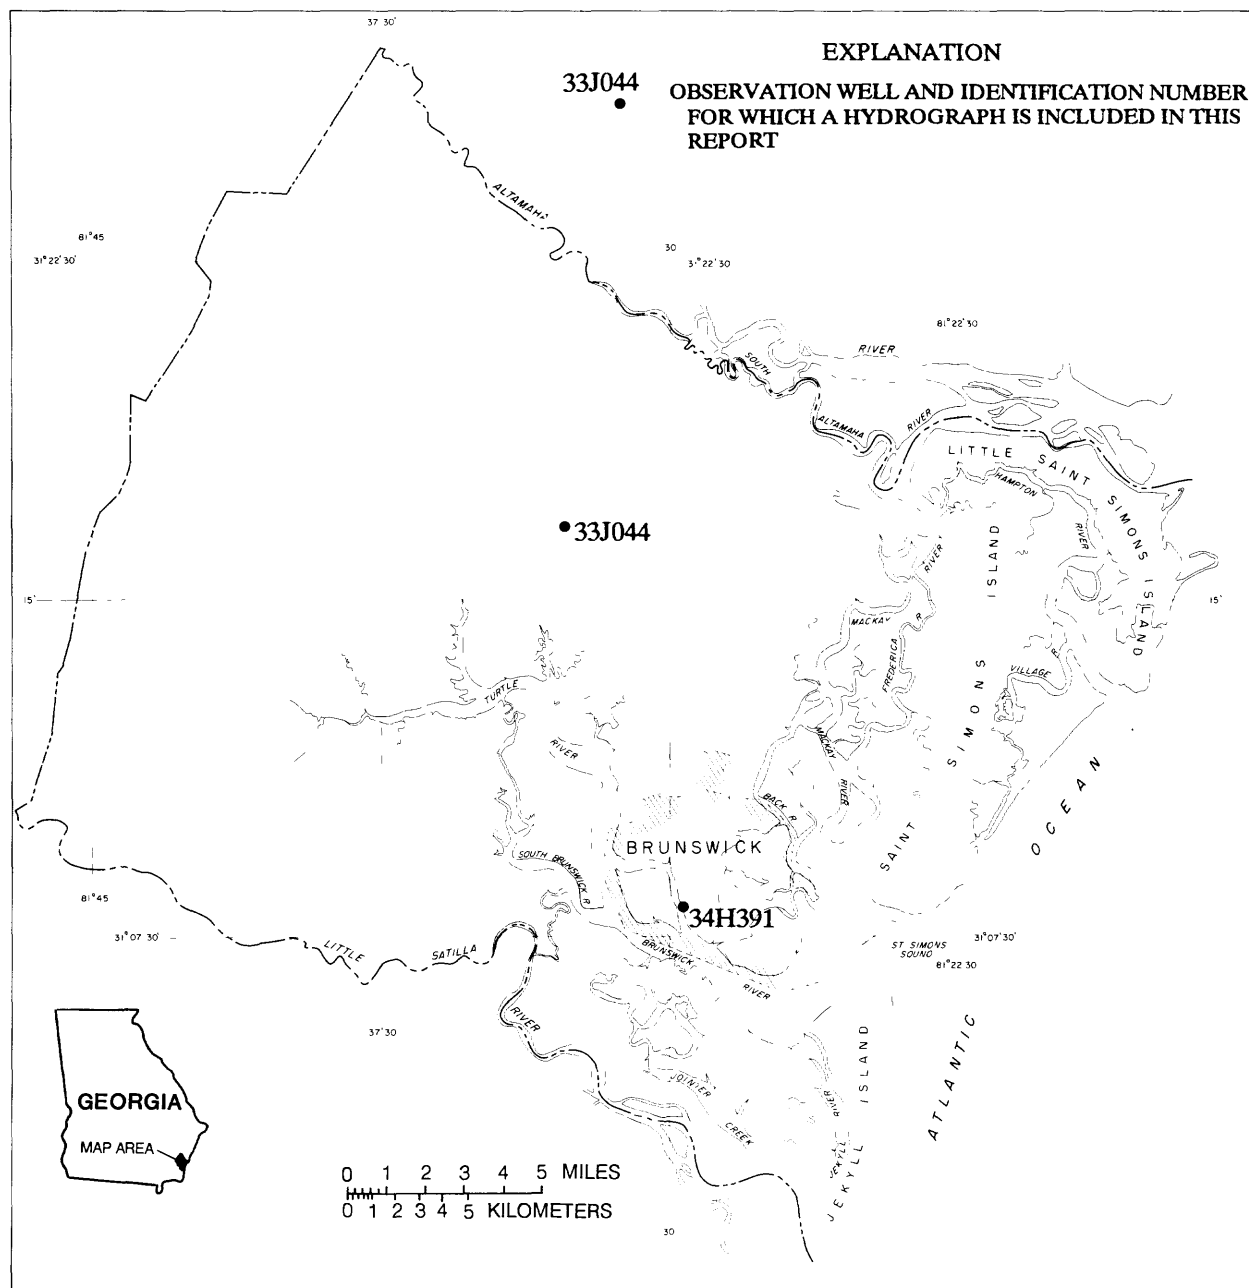 37 30'
EXPLANATION
33J044
OBSERVATION WELL AND IDENTIFICATION NUMBER
FOR WHICH A HYDROGRAPH IS INCLUDED IN THIS
REPORT
ALTAMAHA
81°45
31°22'30'
30
31°22'30
81°22'30
RIVER
SOUTH
ALTAMAHA
RIVER
LITTLE SAINT SIMONS ISLAND
HAMPTON
RIVER
33J044
ISLAND
RIVER
15'
15'
MACKAY
R
FREDERICA
VILLAGE
R
TURTLE
RIVER
SIMONS
MACKAY
RIVER
BACK R
SAINT
OCEAN
BRUNSWICK
SOUTH BRUNSWICK R
81°45
34H391
31°07'30
LITTLE
SATILLA
BRUNSWICK
RIVER
ST SIMONS
SOUND
31°07'30'
81°22 30
RIVER
37'30
ISLAND
ATLANTIC
JOINTER
CREEK
RIVER
JEKYLL
JEKYLL
GEORGIA
MAP AREA
0 1 2 3 4 5 MILES
0 1 2 3 4 5 KILOMETERS
30